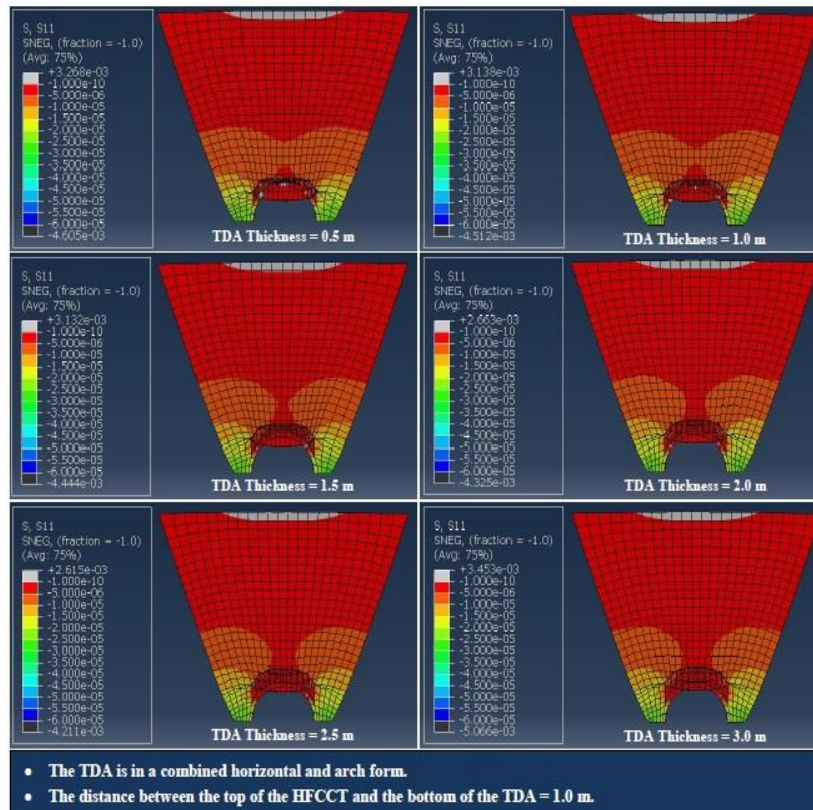 S, S11
SNEG, (fraction = -1.0)
(Avg: 75%)
+3.268e-03
-1.000e-10
-5.000e-06
-1.000e-05
-1.500e-05
-2.000e-05
-2.500e-05
-3.000e-05
-3.500e-05
-4.000e-05
-4.500e-05
-5.000e-05
-5.500e-05
-6.000e-05
-4.605e-03
TDA Thickness = 0.5 m
S, S11
SNEG, (fraction = -1.0)
(Avg: 75%)
+3.138e-03
-1.000e-10
-5.000e-06
-1.000e-05
-1.500e-05
-2.000e-05
-2.500e-05
-3.000e-05
-3.500e-05
-4.000e-05
-4.500e-05
-5.000e-05
-5.500e-05
-6.000e-05
-4.512e-03
TDA Thickness = 1.0 m
S, S11
SNEG, (fraction = -1.0)
(Avg: 75%)
+3.132e-03
-1.000e-10
-5.000e-06
-1.000e-05
-1.500e-05
-2.000e-05
-2.500e-05
-3.000e-05
-3.500e-05
-4.000e-05
-4.500e-05
-5.000e-05
-5.500e-05
-6.000e-05
-4.444e-03
TDA Thickness = 1.5 m
S, S11
SNEG, (fraction = -1.0)
(Avg: 75%)
+2.663e-03
-1.000e-10
-5.000e-06
-1.000e-05
-1.500e-05
-2.000e-05
-2.500e-05
-3.000e-05
-3.500e-05
-4.000e-05
-4.500e-05
-5.000e-05
-5.500e-05
-6.000e-05
-4.325e-03
TDA Thickness = 2.0 m
S, S11
SNEG, (fraction = -1.0)
(Avg: 75%)
+2.615e-03
-1.000e-10
-5.000e-06
-1.000e-05
-1.500e-05
-2.000e-05
-2.500e-05
-3.000e-05
-3.500e-05
-4.000e-05
-4.500e-05
-5.000e-05
-5.500e-05
-6.000e-05
-4.211e-03
TDA Thickness = 2.5 m
S, S11
SNEG, (fraction = -1.0)
(Avg: 75%)
+3.453e-03
-1.000e-10
-5.000e-06
-1.000e-05
-1.500e-05
-2.000e-05
-2.500e-05
-3.000e-05
-3.500e-05
-4.000e-05
-4.500e-05
-5.000e-05
-5.500e-05
-6.000e-05
-5.066e-03
TDA Thickness = 3.0 m
• The TDA is in a combined horizontal and arch form.
• The distance between the top of the HFCCT and the bottom of the TDA = 1.0 m.